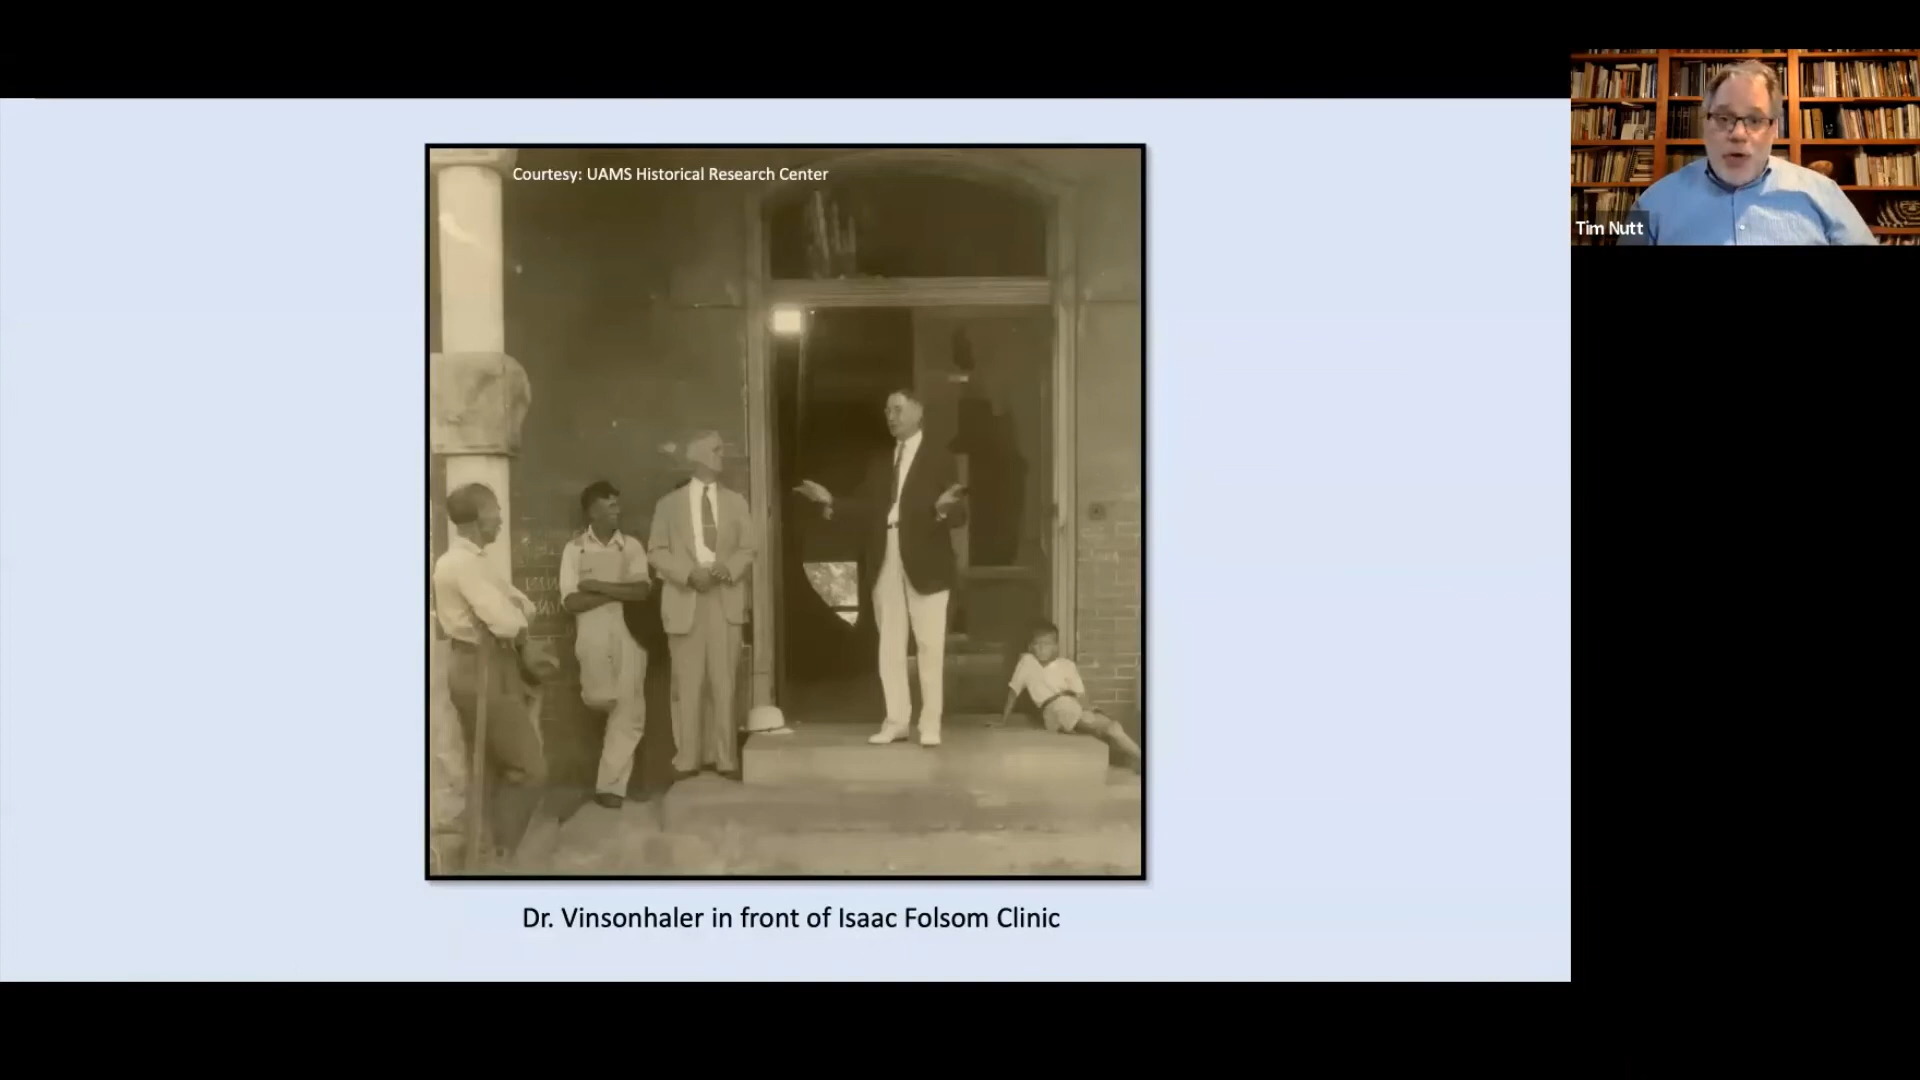 Courtesy: UAMS Historical Research Center
Tim Nutt
Dr. Vinsonhaler in front of Isaac Folsom Clinic